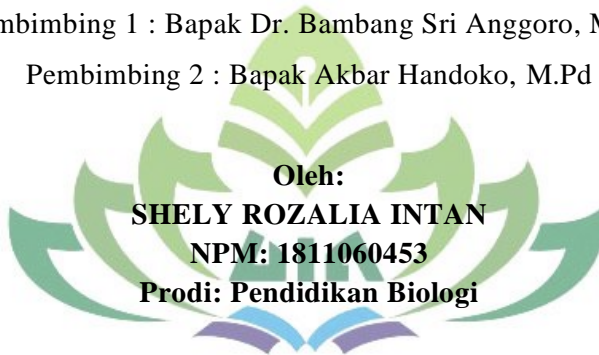 Pembimbing 1 : Bapak Dr. Bambang Sri Anggoro,
Pembimbing 2 : Bapak Akbar Handoko, M.Pd
Oleh:
SHELY ROZALIA INTAN
NPM: 1811060453
Prodi: Pendidikan Biologi